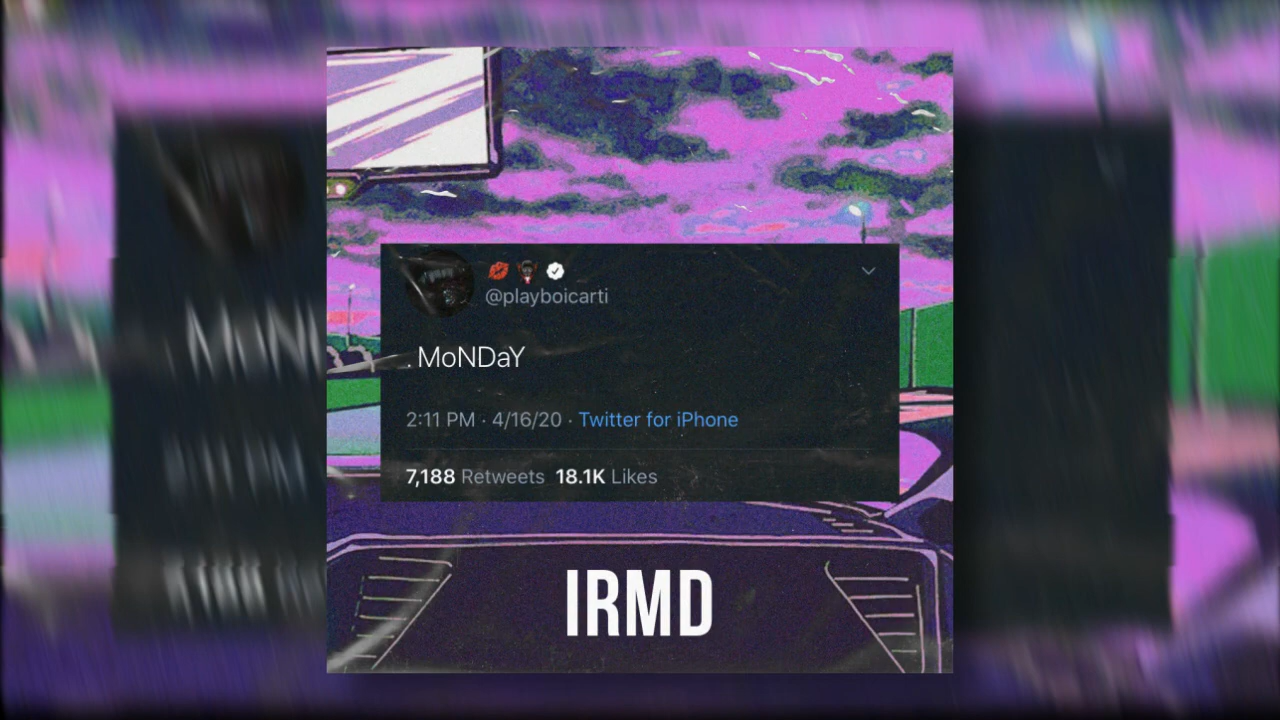 @playboicarti
. MoNDaY
2:11 PM · 4/16/20 · Twitter for iPhone
7,188 Retweets 18.1K Likes
IRMD